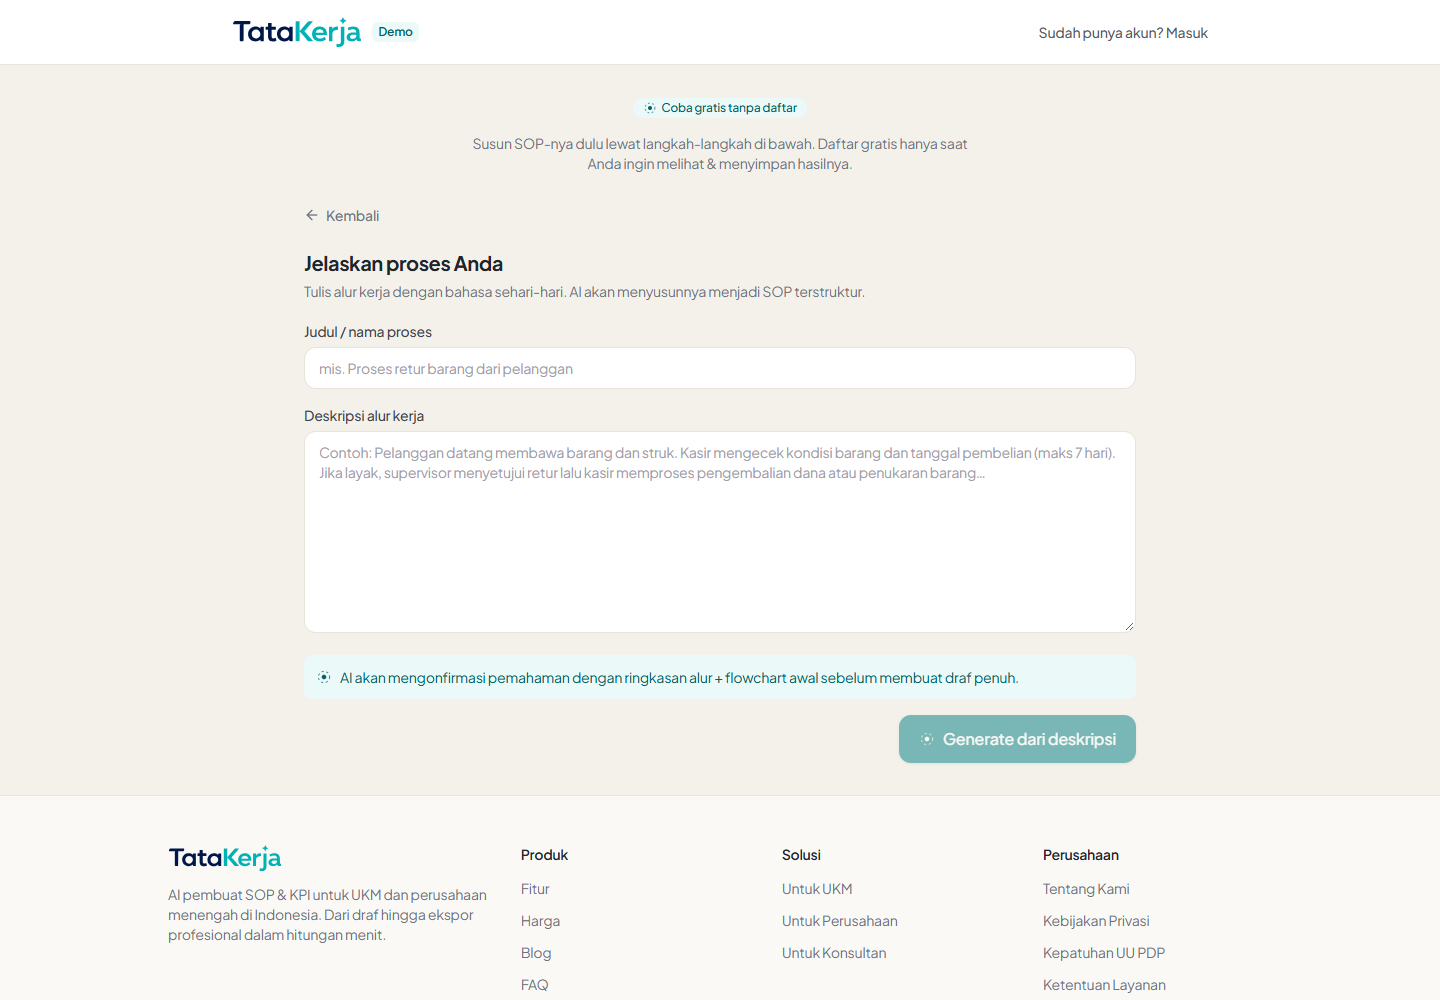 TataKerja Demo
Sudah punya akun? Masuk
Coba gratis tanpa daftar
Susun SOP-nya dulu lewat langkah-langkah di bawah. Daftar gratis hanya saat
Anda ingin melihat & menyimpan hasilnya.
Kembali
Jelaskan proses Anda
Tulis alur kerja dengan bahasa sehari-hari. AI akan menyusunnya menjadi SOP terstruktur.
Judul / nama proses
mis. Proses retur barang dari pelanggan
Deskripsi alur kerja
Contoh: Pelanggan datang membawa barang dan struk. Kasir mengecek kondisi barang dan tanggal pembelian (maks 7 hari).
Jika layak, supervisor menyetujui retur lalu kasir memproses pengembalian dana atau penukaran barang…
AI akan mengonfirmasi pemahaman dengan ringkasan alur + flowchart awal sebelum membuat draf penuh.
Generate dari deskripsi
TataKerja
AI pembuat SOP & KPI untuk UKM dan perusahaan
menengah di Indonesia. Dari draf hingga ekspor
profesional dalam hitungan menit.
Produk
Fitur
Harga
Blog
FAQ
Solusi
Untuk UKM
Untuk Perusahaan
Untuk Konsultan
Perusahaan
Tentang Kami
Kebijakan Privasi
Kepatuhan UU PDP
Ketentuan Layanan